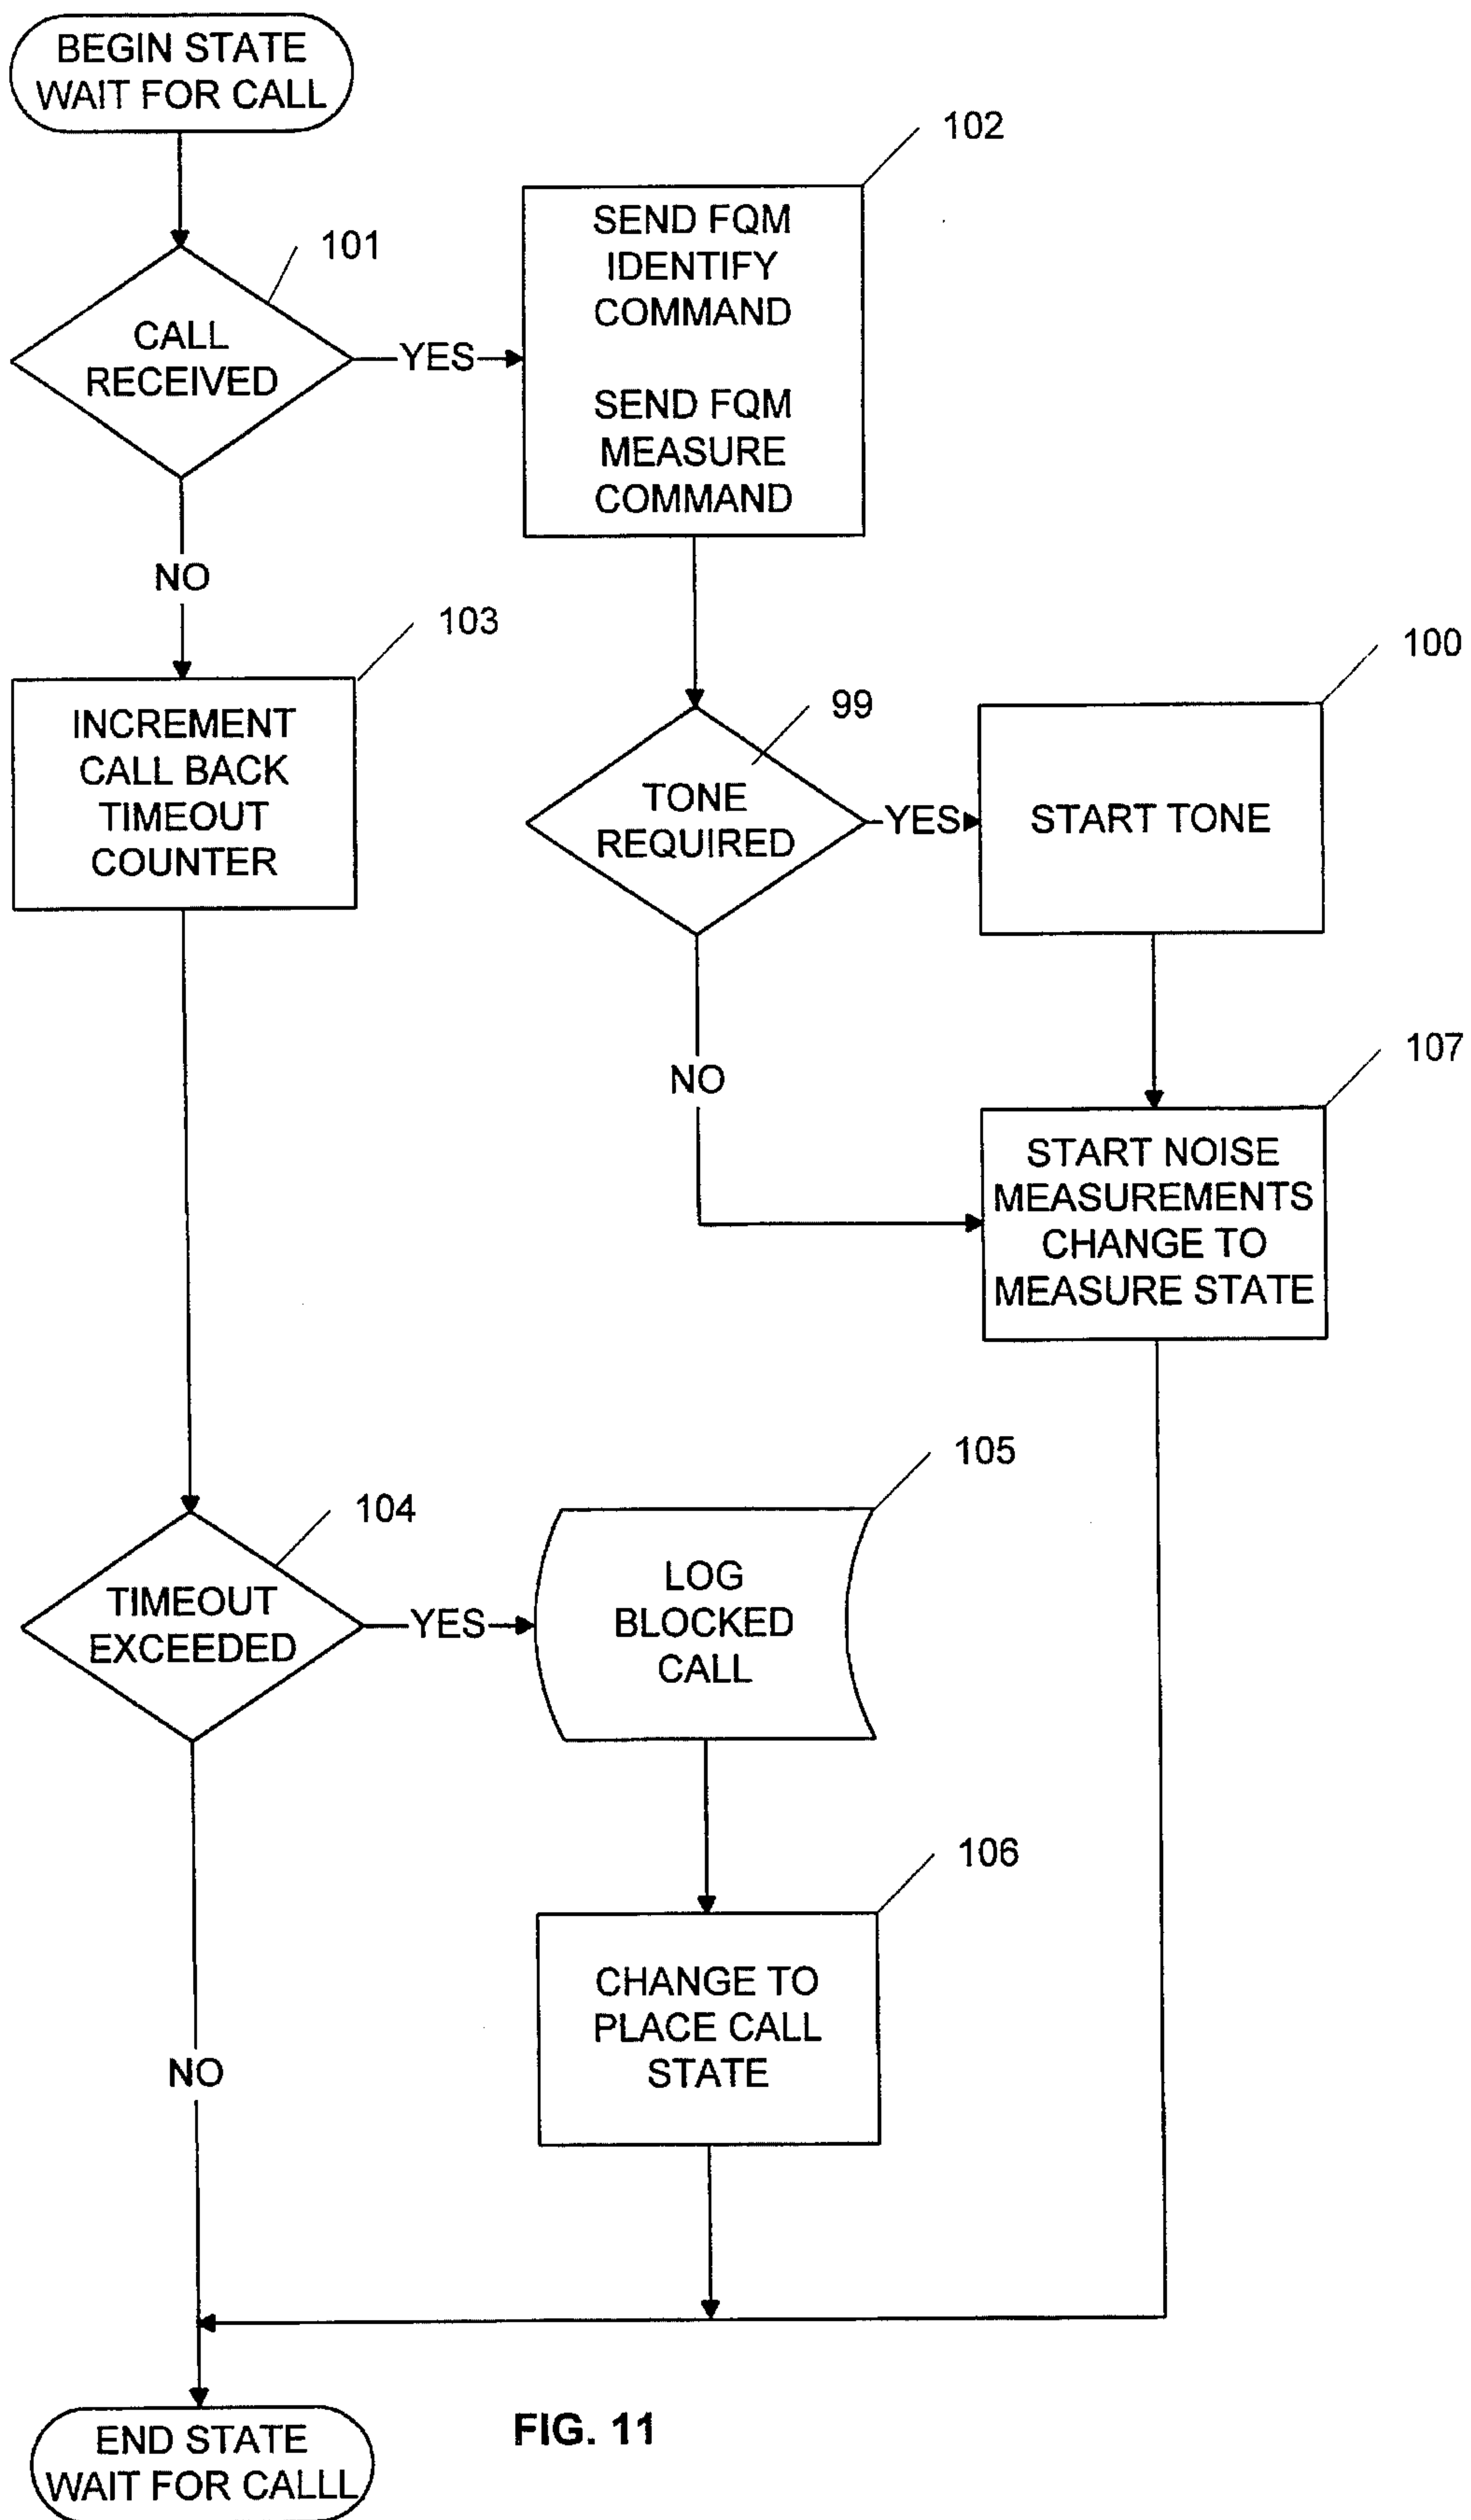 BEGIN STATE
WAIT FOR CALL
102
SEND FQM
IDENTIFY
COMMAND
SEND FQM
MEASURE
COMMAND
101
CALL
RECEIVED
YES
NO
103
INCREMENT
CALL BACK
TIMEOUT
COUNTER
99
TONE
REQUIRED
YES
100
START TONE
NO
107
START NOISE
MEASUREMENTS
CHANGE TO
MEASURE STATE
104
TIMEOUT
EXCEEDED
YES
105
LOG
BLOCKED
CALL
106
CHANGE TO
PLACE CALL
STATE
NO
END STATE
WAIT FOR CALLL
FIG. 11